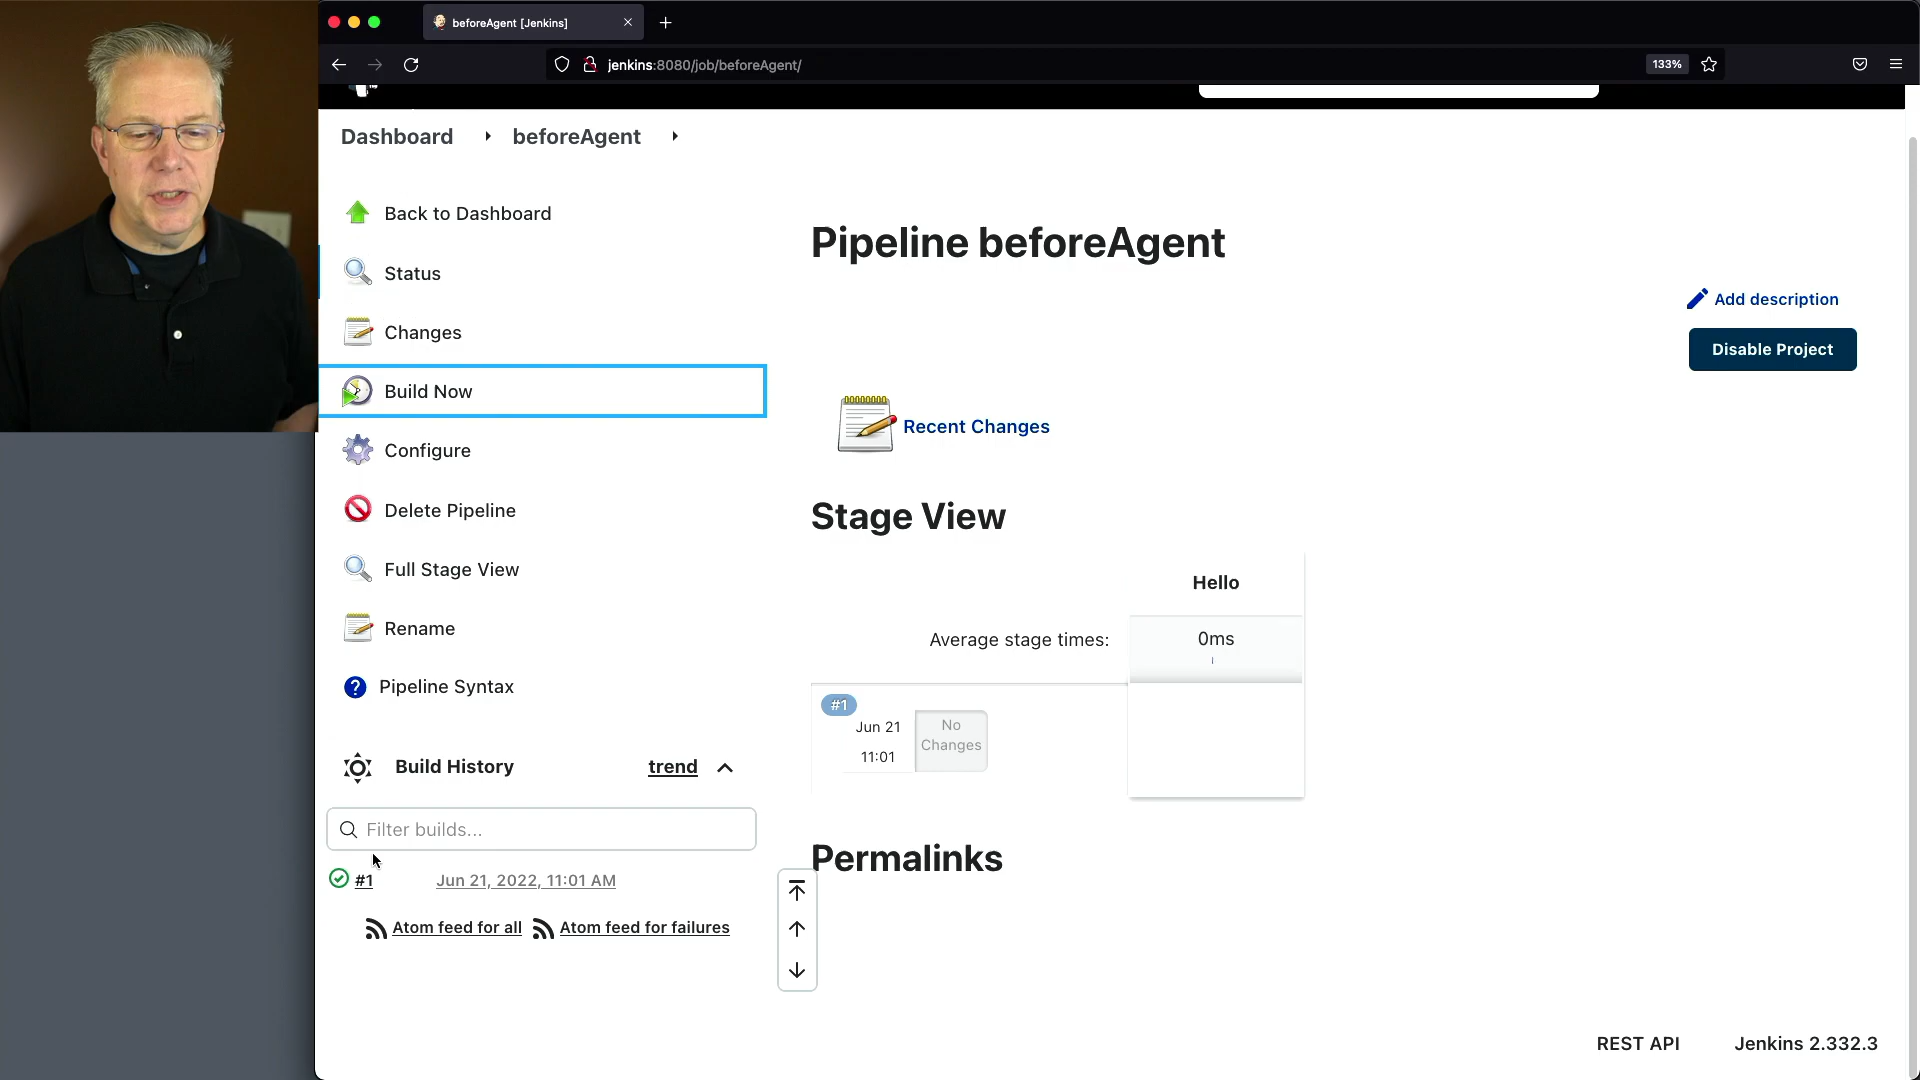 beforeAgent [Jenkins]
jenkins:8080/job/beforeAgent/
133%
Dashboard
beforeAgent
Back to Dashboard
Status
Changes
Build Now
Configure
Delete Pipeline
Full Stage View
Rename
? Pipeline Syntax
Build History
trend
Filter builds...
#1
Jun 21, 2022, 11:01 AM
Atom feed for all
Atom feed for failures
Pipeline beforeAgent
Add description
Disable Project
Recent Changes
Stage View
Hello
Average stage times:
0ms
#1
Jun 21
11:01
No
Changes
Permalinks
REST API
Jenkins 2.332.3